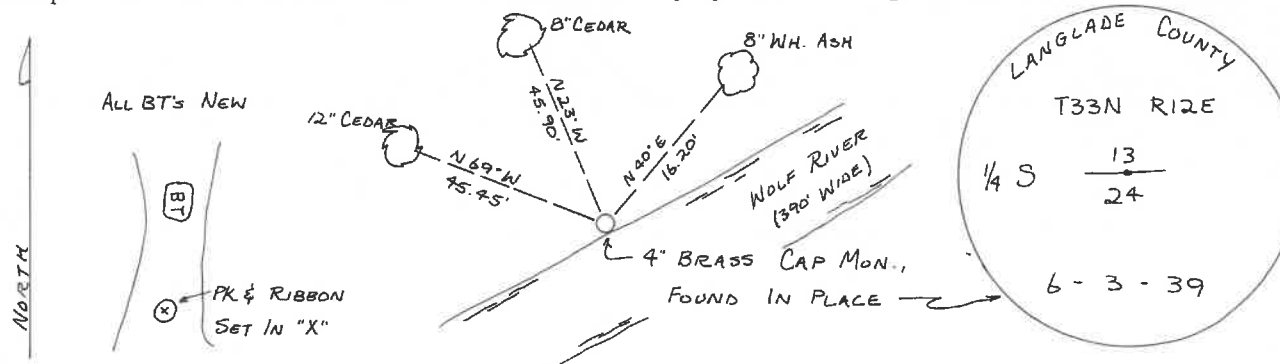 NORTH
ALL BT'S NEW
BT
X
PK & RIBBON
SET IN "X"
12" CEDAR
N 69° W
45.45'
8" CEDAR
N 23° W
45.90'
8" WH. ASH
N 40° E
16.20'
WOLF RIVER
(390' WIDE)
4" BRASS CAP MON.,
FOUND IN PLACE
LANGLADE COUNTY
T33N R12E
1/4 S 13
24
6-3-39